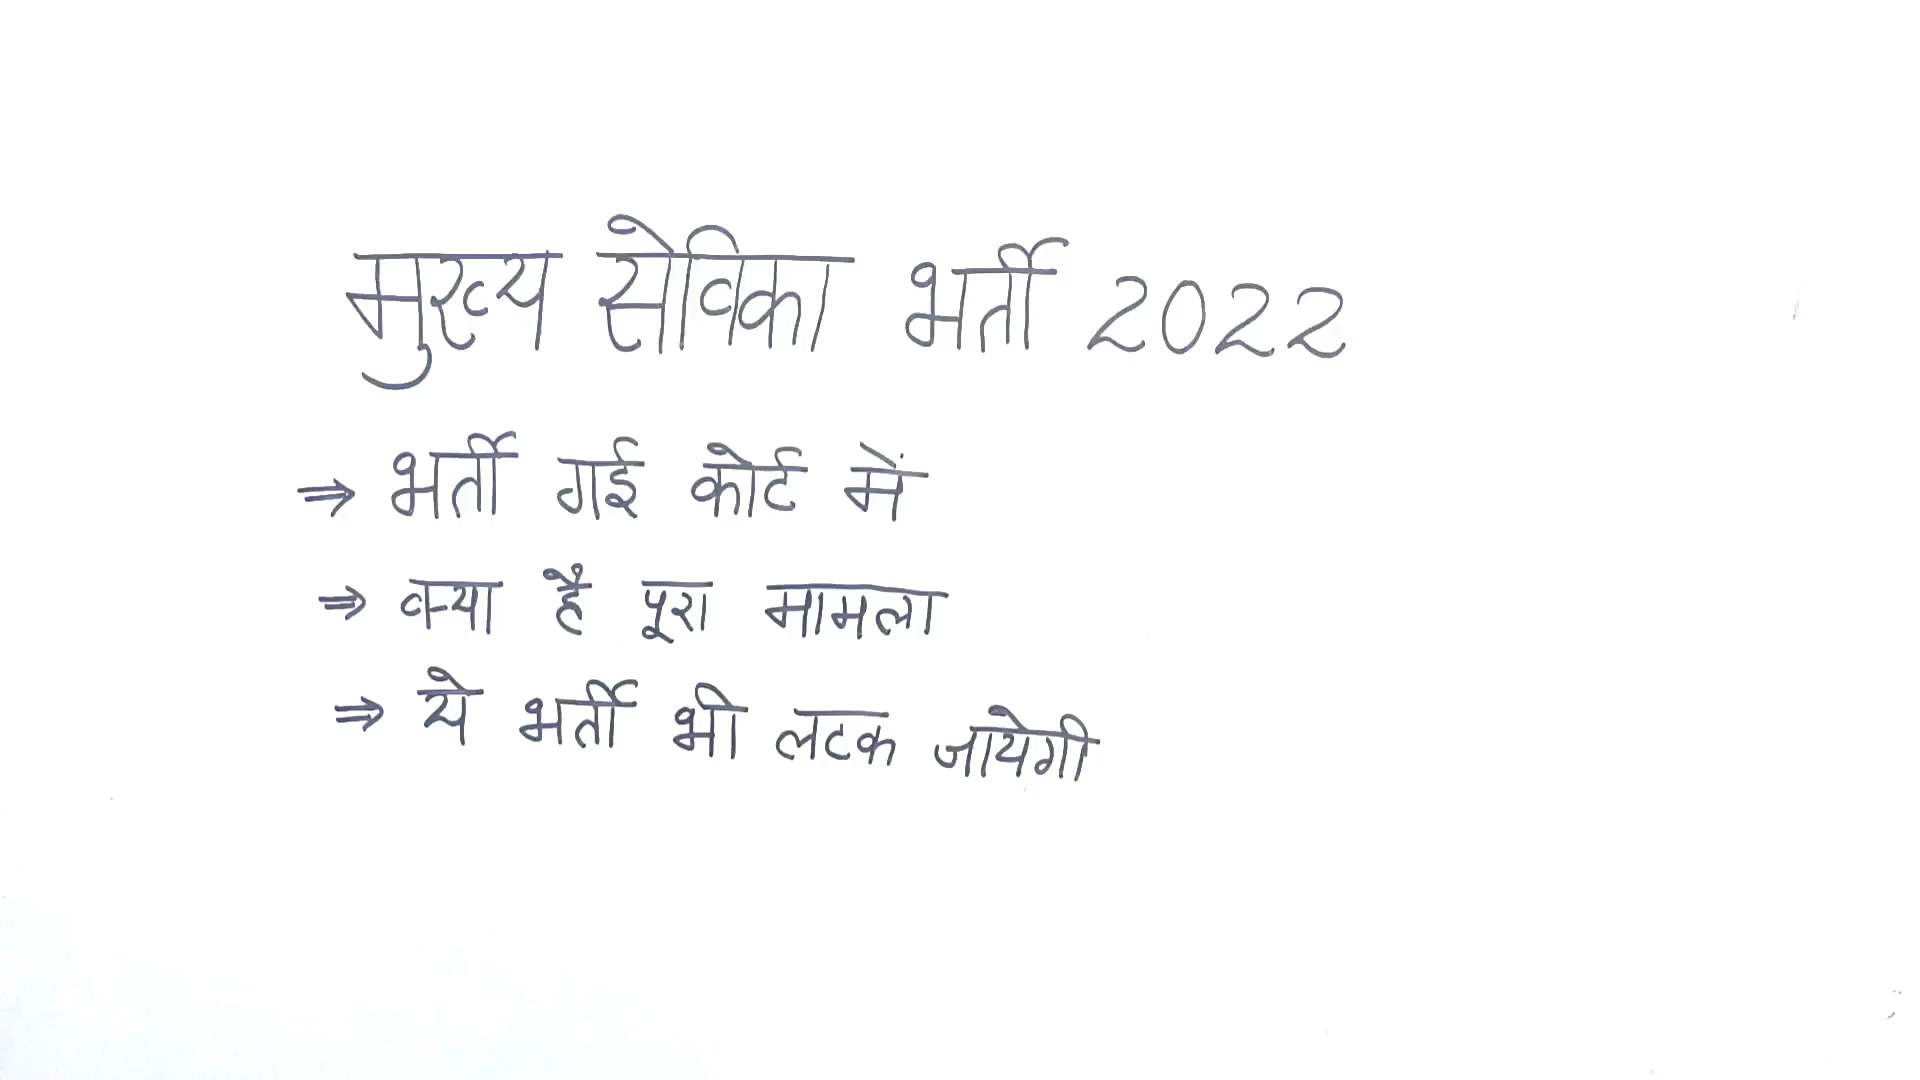 मुख्य सेविका भर्ती 2022
⇒ भर्ती गई कोर्ट में
⇒ क्या है पूरा मामला
⇒ ये भर्ती भी लटक जायेगी